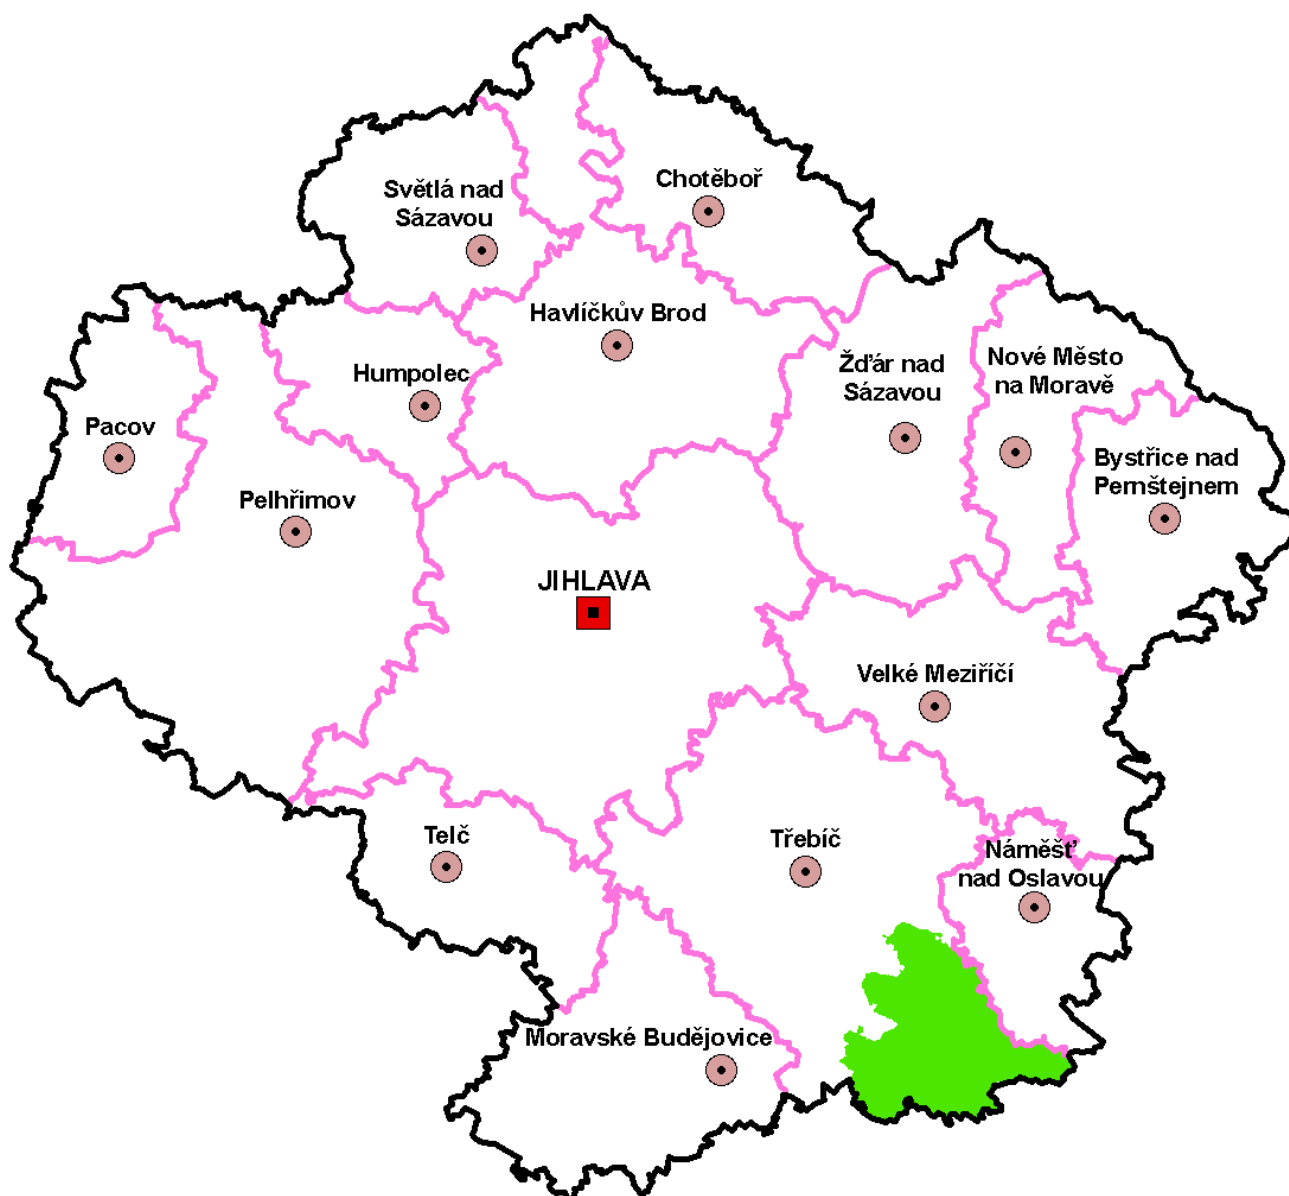 Chotěboř
Světlá nad
Sázavou
Havlíčkův Brod
Žďár nad
Sázavou
Nové Město
na Moravě
Humpolec
Pacov
Bystřice nad
Pernštejnem
Pelhřimov
JIHLAVA
Velké Meziříčí
Telč
Třebíč
Náměšť
nad Oslavou
Moravské Budějovice